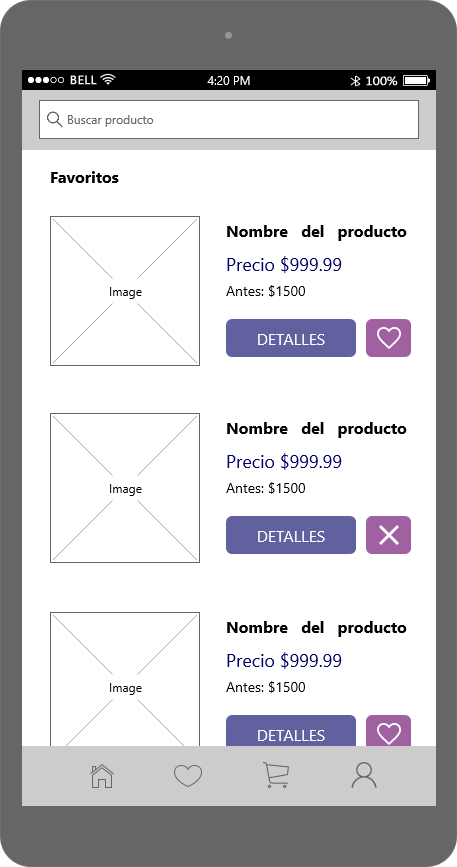 BELL 4:20 PM 100%
Buscar producto
Favoritos
Nombre del producto
Precio $999.99
Antes: $1500
Image
DETALLES
Nombre del producto
Precio $999.99
Antes: $1500
Image
DETALLES
Nombre del producto
Precio $999.99
Antes: $1500
Image
DETALLES